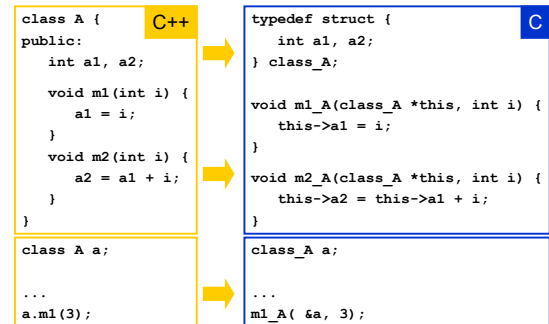 class A {
C++
public:
int a1, a2;
void m1(int i) {
a1 = i;
}
void m2(int i) {
a2 = a1 + i;
}
}
class A a;
...
a.m1(3);
typedef struct {
C
int a1, a2;
} class_A;
void m1_A(class_A *this, int i) {
this->a1 = i;
}
void m2_A(class_A *this, int i) {
this->a2 = this->a1 + i;
}
class_A a;
...
m1_A( &a, 3);